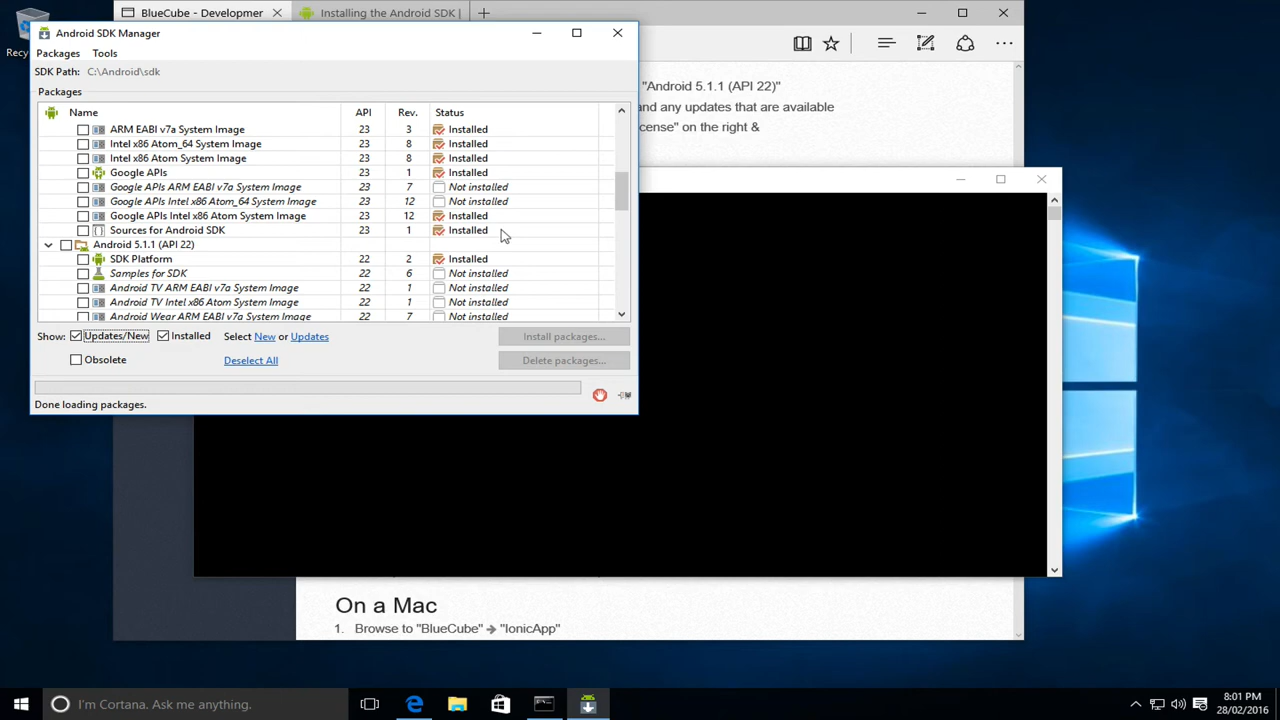 Recy
BlueCube - Developmer
Installing the Android SDK |
Android SDK Manager
Packages Tools
SDK Path: C:\Android\sdk
Packages
Name API Rev. Status
ARM EABI v7a System Image 23 3 Installed
Intel x86 Atom_64 System Image 23 8 Installed
Intel x86 Atom System Image 23 8 Installed
Google APIs 23 1 Installed
Google APIs ARM EABI v7a System Image 23 7 Not installed
Google APIs Intel x86 Atom_64 System Image 23 12 Not installed
Google APIs Intel x86 Atom System Image 23 12 Installed
Sources for Android SDK 23 1 Installed
Android 5.1.1 (API 22)
SDK Platform 22 2 Installed
Samples for SDK 22 6 Not installed
Android TV ARM EABI v7a System Image 22 1 Not installed
Android TV Intel x86 Atom System Image 22 1 Not installed
Android Wear ARM EABI v7a System Image 22 7 Not installed
Show: Updates/New Installed Select New or Updates Install packages...
Obsolete Deselect All Delete packages...
Done loading packages.
"Android 5.1.1 (API 22)"
and any updates that are available
cense" on the right &
On a Mac
1. Browse to "BlueCube" → "IonicApp"
I'm Cortana. Ask me anything.
8:01 PM
28/02/2016